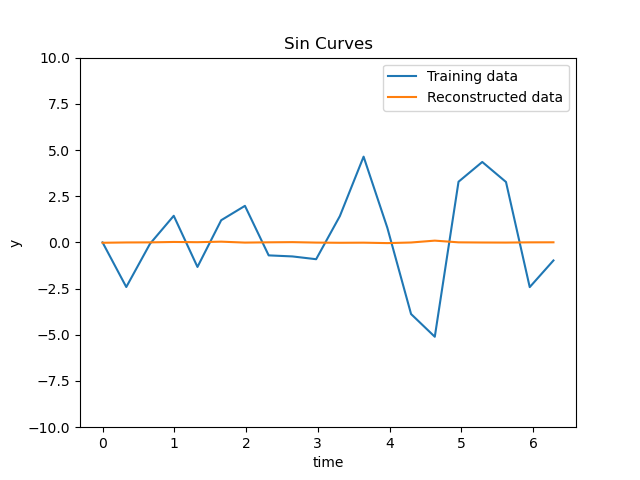 Sin Curves
Training data
Reconstructed data
10.0
7.5
5.0
2.5
0.0
−2.5
−5.0
−7.5
−10.0
y
0 1 2 3 4 5 6
time